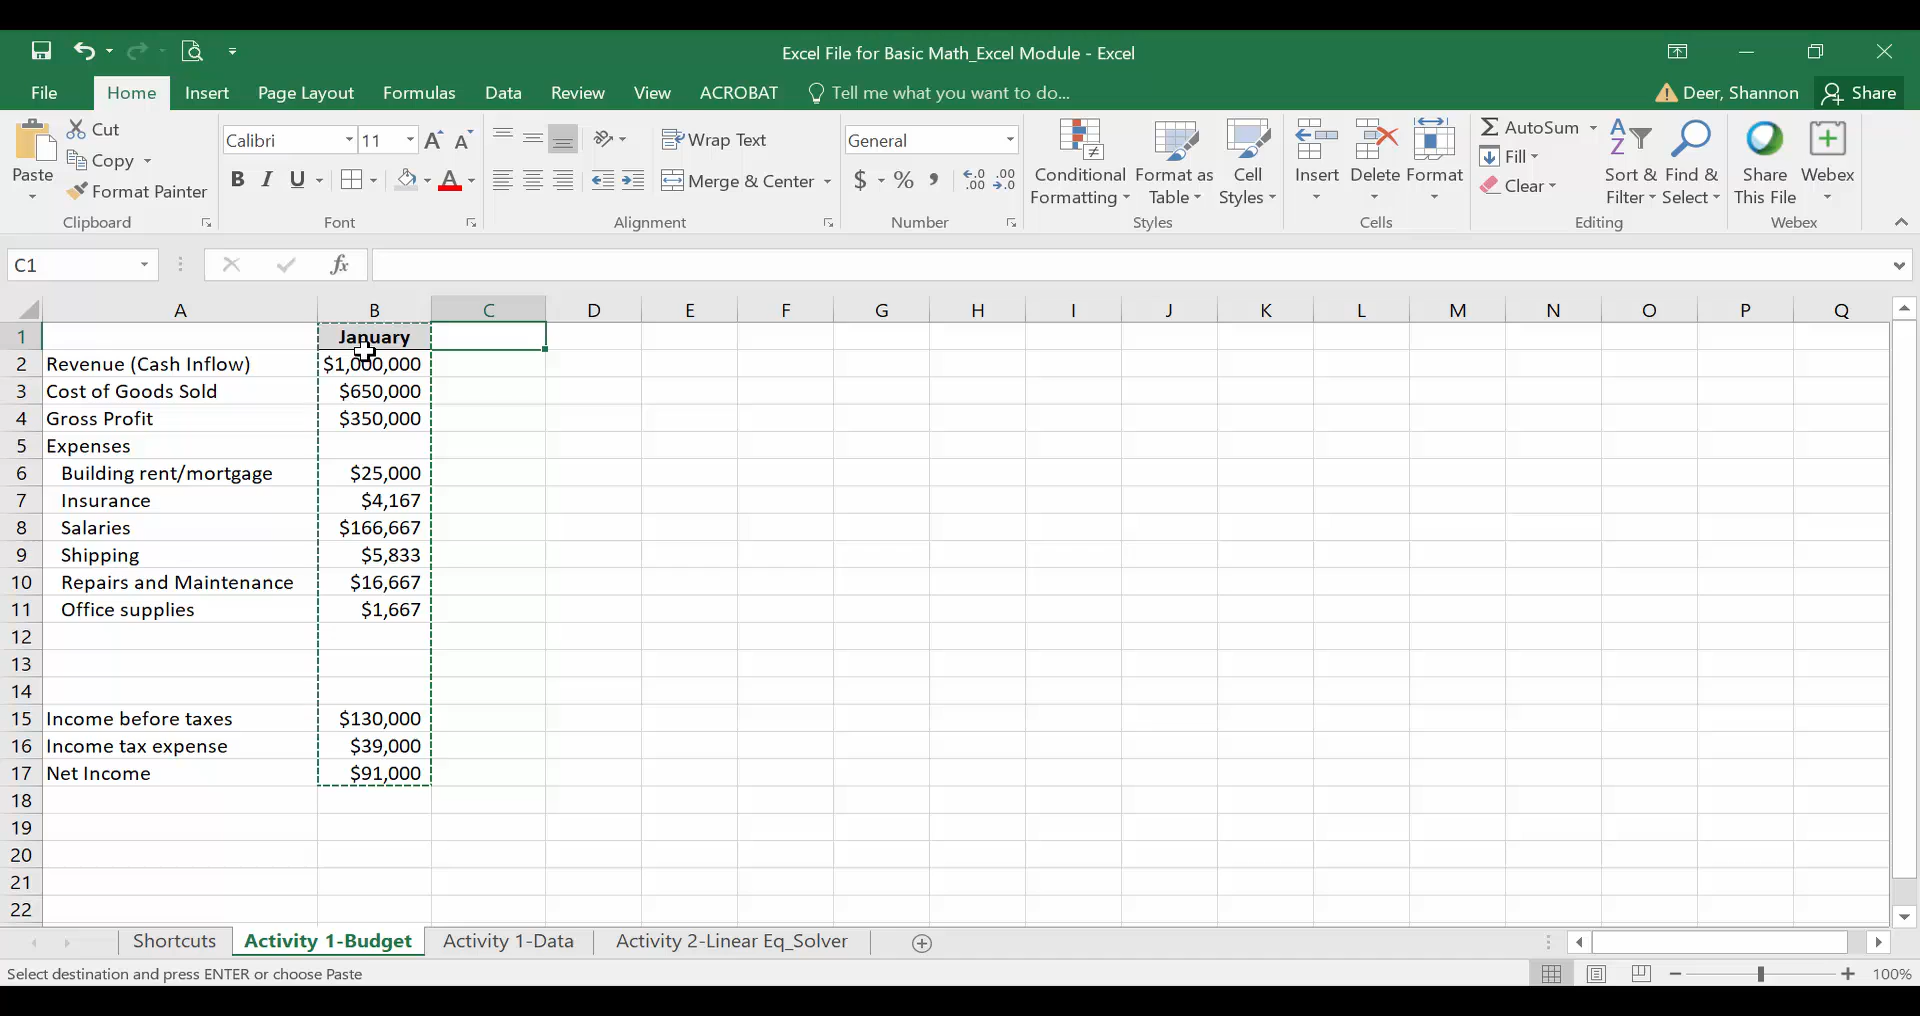 Excel File for Basic Math_Excel Module - Excel
File Home Insert Page Layout Formulas Data Review View ACROBAT Tell me what you want to do... Deer, Shannon Share
Paste Cut Copy Format Painter Clipboard
Calibri 11 A A B I U A Font
Wrap Text Merge & Center Alignment
General $ % , .0 .00 .00 .0 Number
Conditional Formatting Format as Table Cell Styles Styles
Insert Delete Format Cells
AutoSum Fill Clear Sort & Filter Find & Select Editing
Share This File Webex Webex
C1 fx
A B C D E F G H I J K L M N O P Q
1 January
2 Revenue (Cash Inflow) $1,000,000
3 Cost of Goods Sold $650,000
4 Gross Profit $350,000
5 Expenses
6 Building rent/mortgage $25,000
7 Insurance $4,167
8 Salaries $166,667
9 Shipping $5,833
10 Repairs and Maintenance $16,667
11 Office supplies $1,667
12
13
14
15 Income before taxes $130,000
16 Income tax expense $39,000
17 Net Income $91,000
18
19
20
21
22
Shortcuts Activity 1-Budget Activity 1-Data Activity 2-Linear Eq_Solver
Select destination and press ENTER or choose Paste 100%